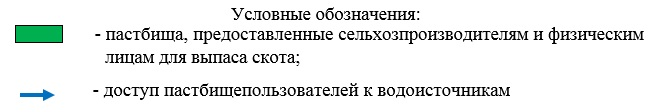 Условные обозначения:
- пастбища, предоставленные сельхозпроизводителям и физическим
лицам для выпаса скота;
- доступ пастбищепользователей к водоисточникам